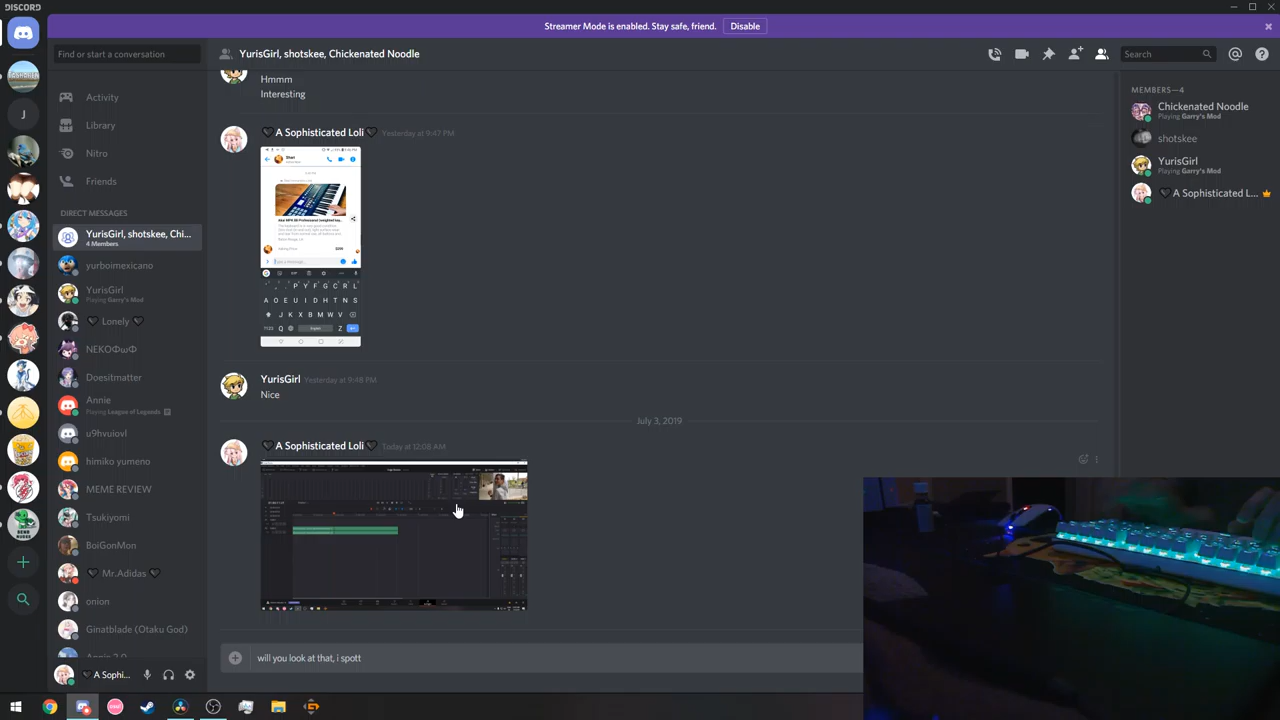 DISCORD
Streamer Mode is enabled. Stay safe, friend.
Disable
Find or start a conversation
YurisGirl, shotskee, Chickenated Noodle
Search
Activity
Library
Nitro
Friends
DIRECT MESSAGES
YurisGirl, shotskee, Chi...
4 Members
yurboimexicano
YurisGirl
Playing Garry's Mod
Lonely
NEKOФωФ
Doesitmatter
Annie
Playing League of Legends
u9hvuiovl
himiko yumeno
MEME REVIEW
Tsukiyomi
BoiGonMon
Mr.Adidas
onion
Ginatblade (Otaku God)
A Sophi...
J
Hmmm
Interesting
A Sophisticated Loli
Yesterday at 9:47 PM
YurisGirl
Yesterday at 9:48 PM
Nice
July 3, 2019
A Sophisticated Loli
Today at 12:08 AM
will you look at that, i spott
MEMBERS—4
Chickenated Noodle
Playing Garry's Mod
shotskee
YurisGirl
Playing Garry's Mod
A Sophisticated L...